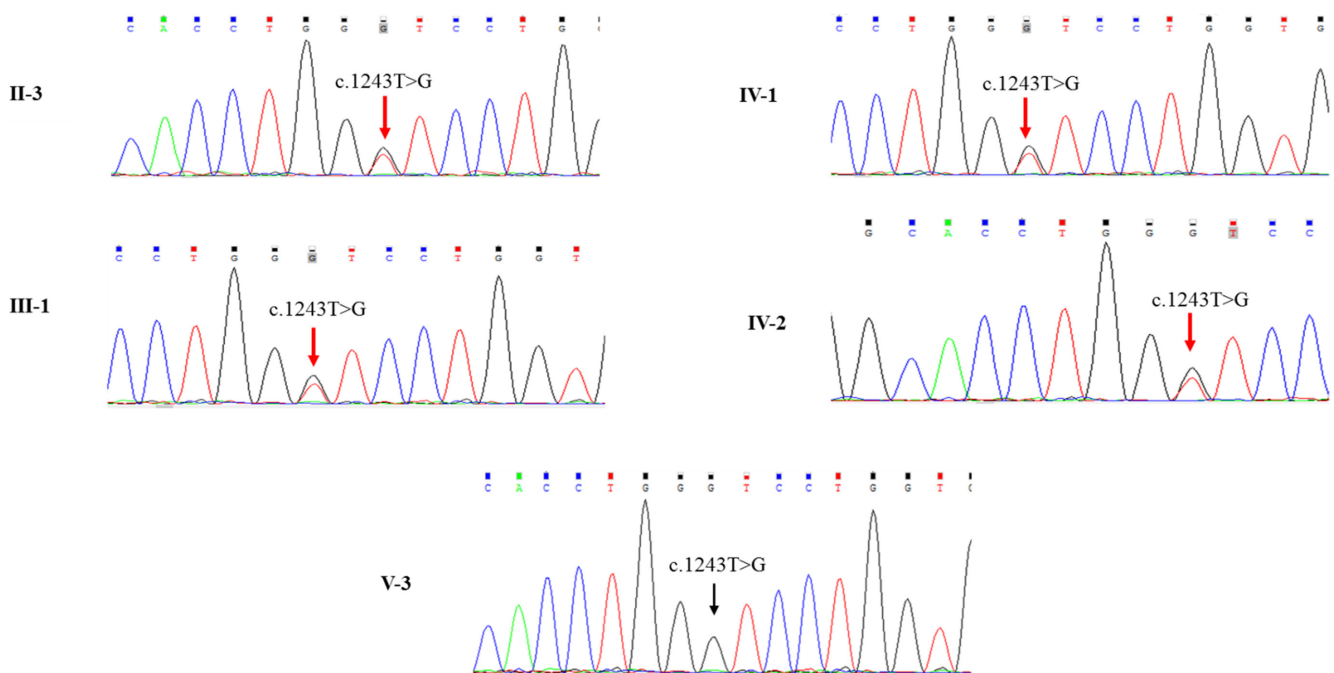 C A C C T G G G T C C T G
II-3
c.1243T>G
C C T G G G T C C T G G T G
IV-1
c.1243T>G
C C T G G G T C C T G G T
III-1
c.1243T>G
G C A C C T G G G T C C
IV-2
c.1243T>G
C A C C T G G G T C C T G G T G
V-3
c.1243T>G